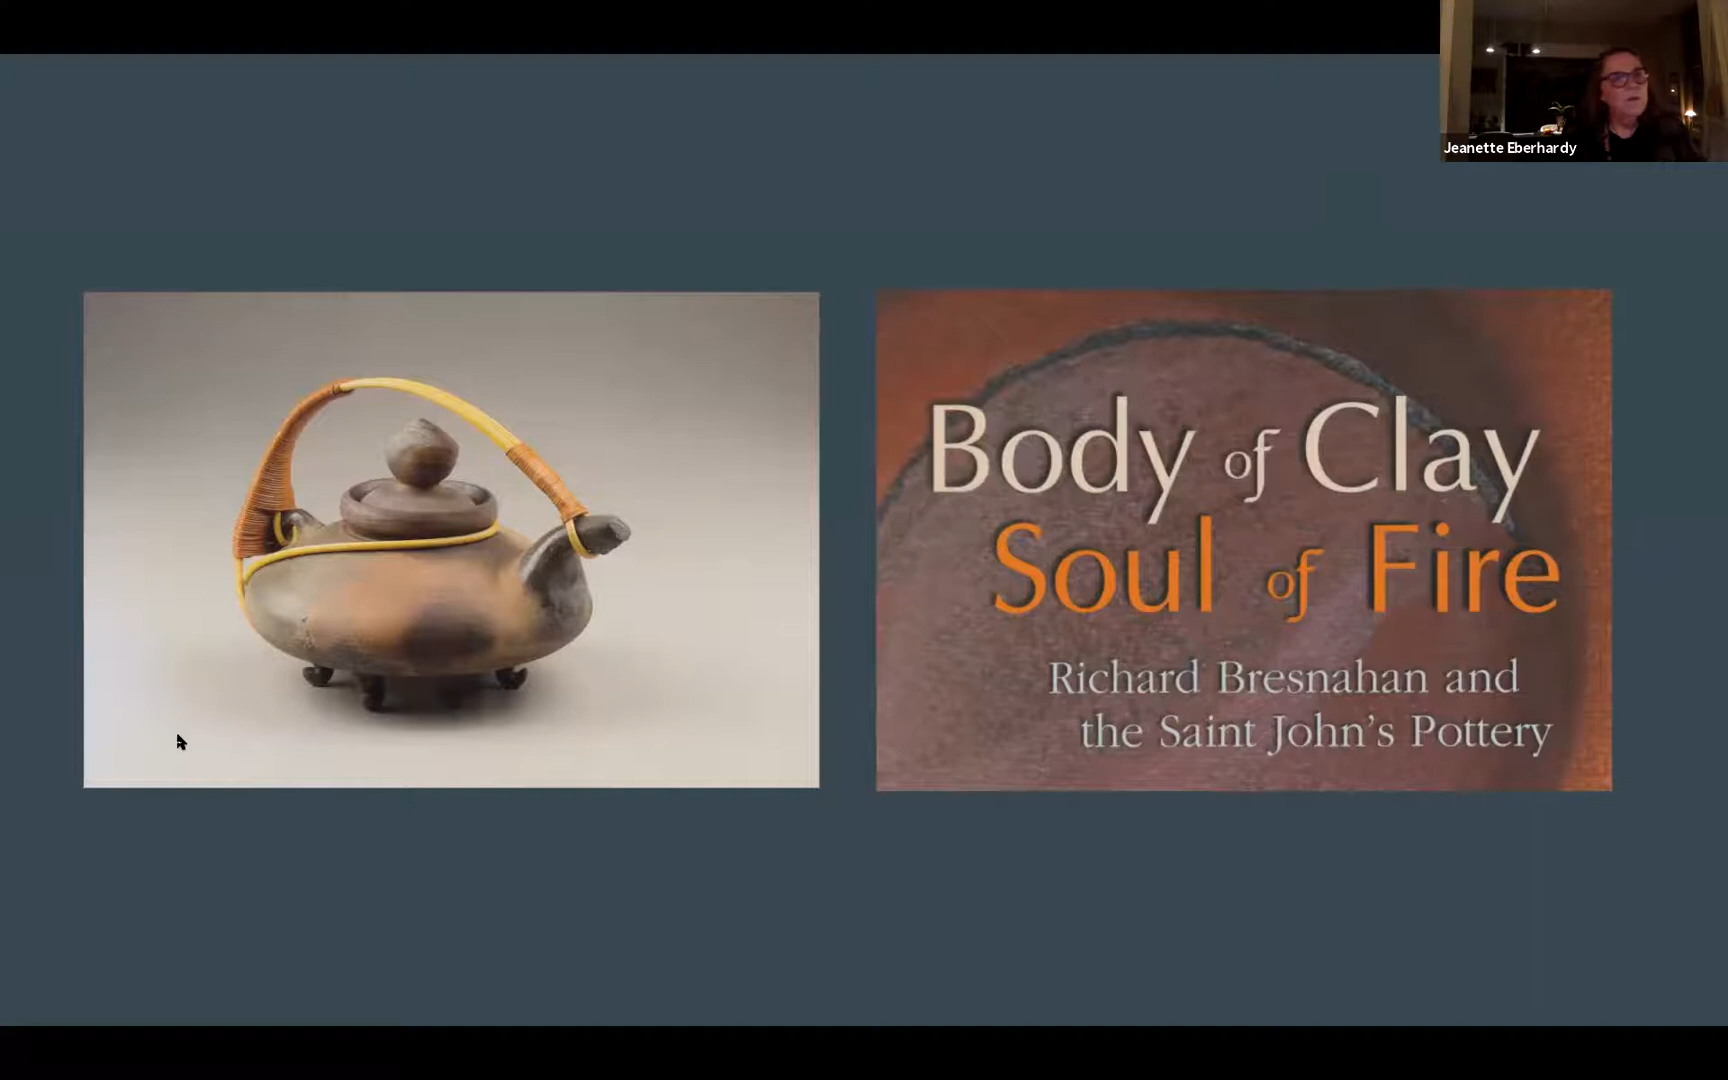 Jeanette Eberhardy
Body of Clay
Soul of Fire
Richard Bresnahan and
the Saint John's Pottery